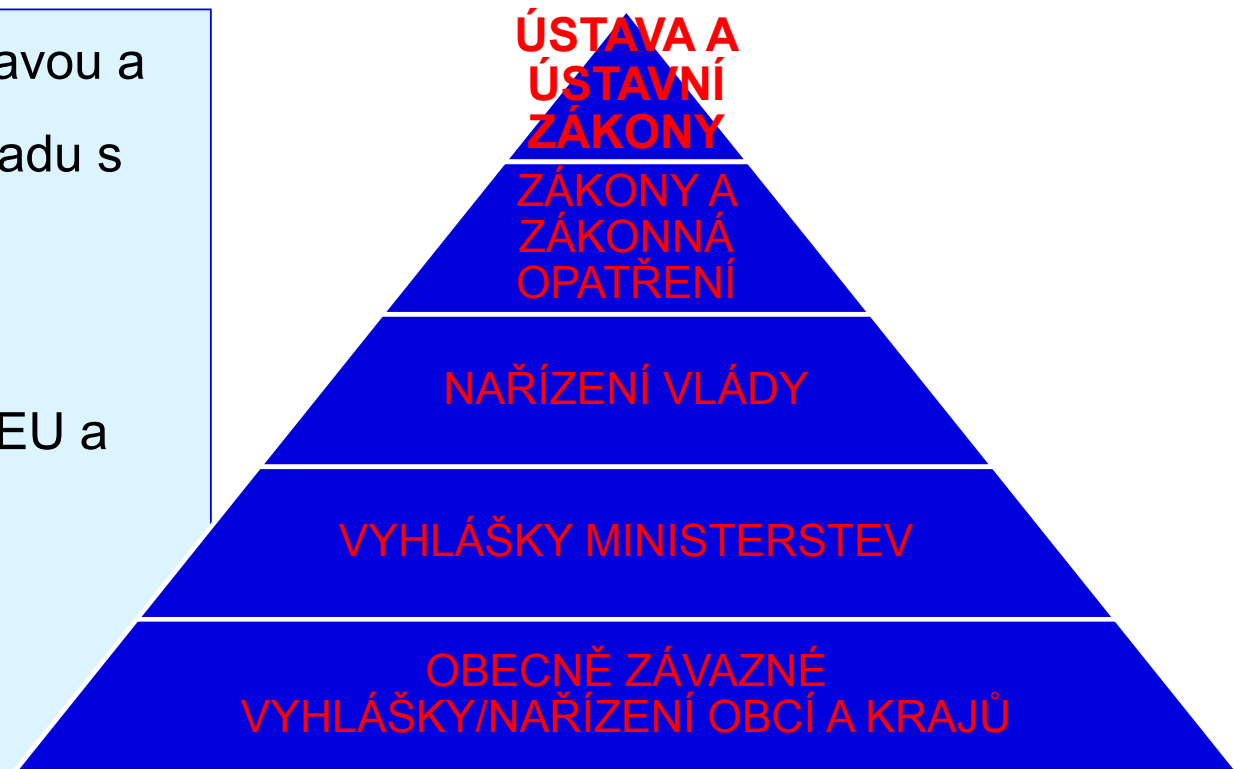 avou a
adu s
EU a
ÚSTAVA A
ÚSTAVNÍ
ZÁKONY
ZÁKONY A
ZÁKONNÁ
OPATŘENÍ
NAŘÍZENÍ VLÁDY
VYHLÁŠKY MINISTERSTEV
OBECNĚ ZÁVAZNÉ
VYHLÁŠKY/NAŘÍZENÍ OBCÍ A KRAJŮ